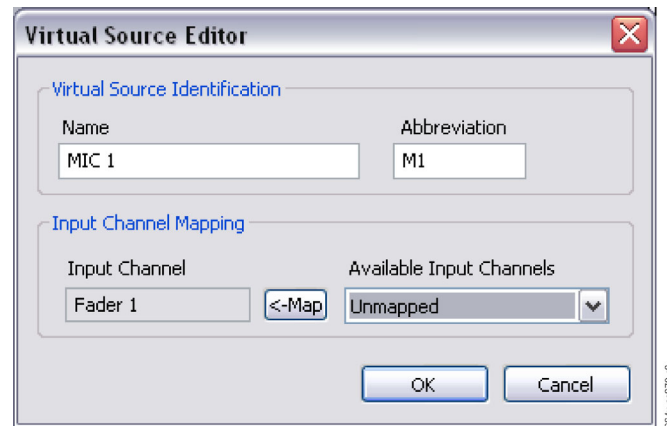 Virtual Source Editor
Virtual Source Identification
Name Abbreviation
MIC 1 M1
Input Channel Mapping
Input Channel Available Input Channels
Fader 1 <-Map Unmapped
OK Cancel